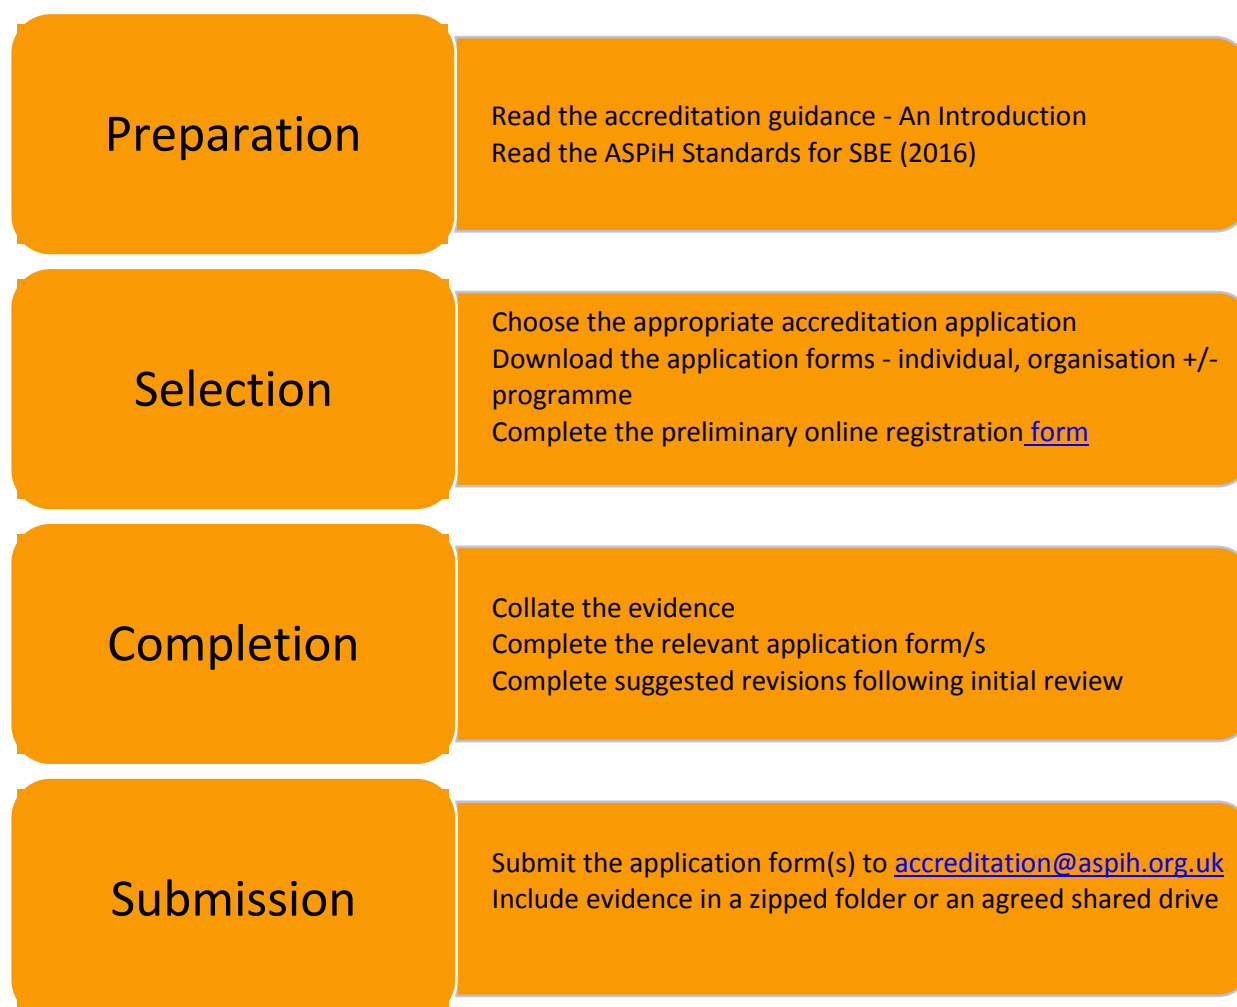 Preparation
Read the accreditation guidance - An Introduction
Read the ASPiH Standards for SBE (2016)
Selection
Choose the appropriate accreditation application
Download the application forms - individual, organisation +/-
programme
Complete the preliminary online registration form
Completion
Collate the evidence
Complete the relevant application form/s
Complete suggested revisions following initial review
Submission
Submit the application form(s) to accreditation@aspih.org.uk
Include evidence in a zipped folder or an agreed shared drive